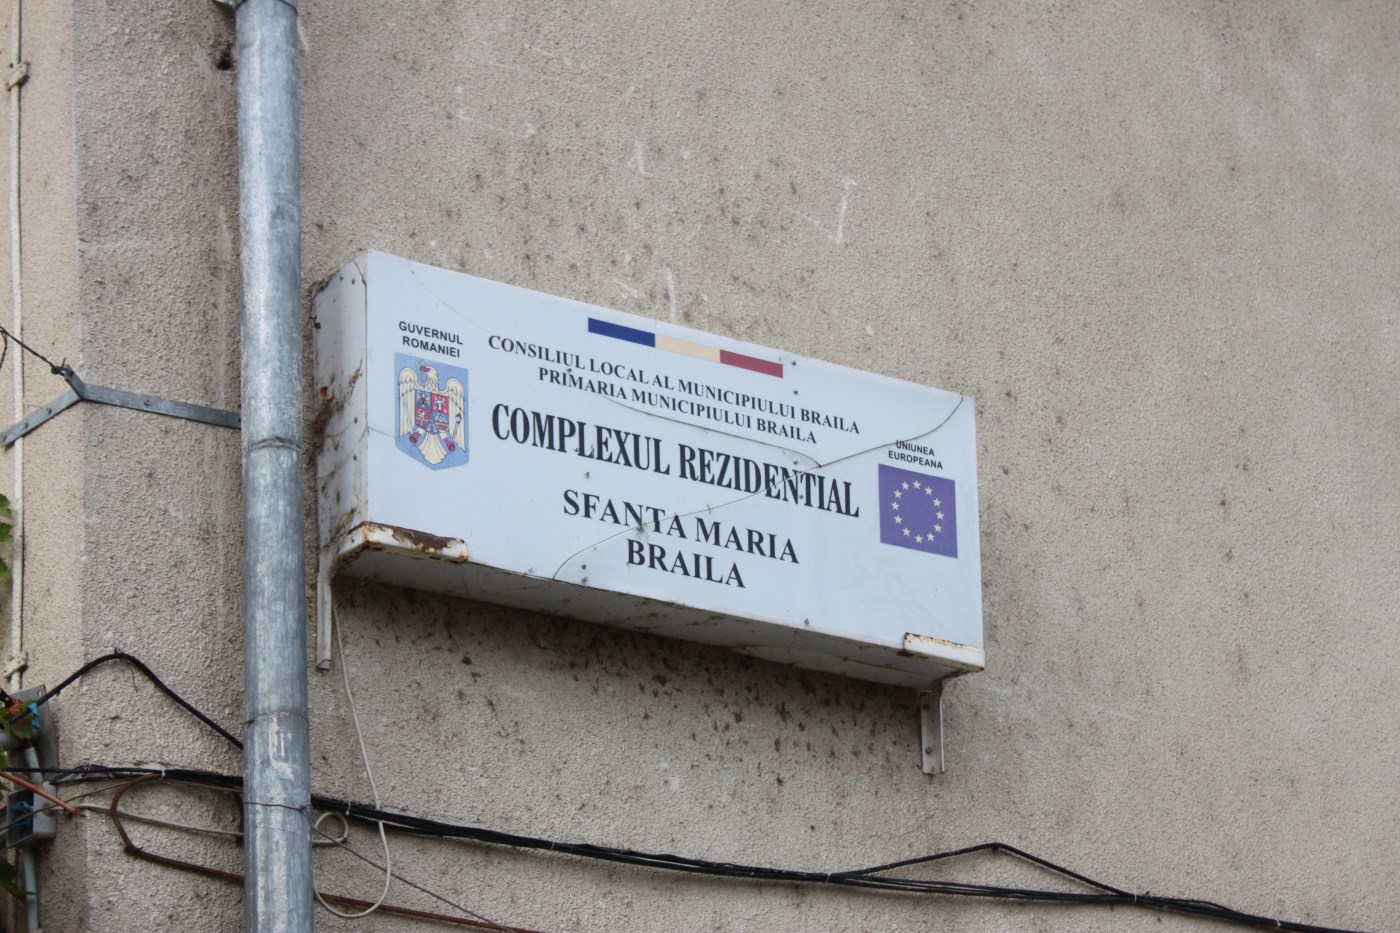 GUVERNUL
ROMANIEI
CONSILIUL LOCAL AL MUNICIPIULUI BRAILA
PRIMARIA MUNICIPIULUI BRAILA
COMPLEXUL REZIDENTIAL
SFANTA MARIA
BRAILA
UNIUNEA
EUROPEANA